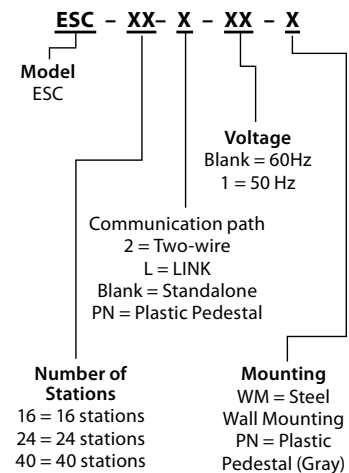 ESC – XX– X – XX – X
Model
ESC
Voltage
Blank = 60Hz
1 = 50 Hz
Communication path
2 = Two-wire
L = LINK
Blank = Standalone
PN = Plastic Pedestal
Number of
Stations
16 = 16 stations
24 = 24 stations
40 = 40 stations
Mounting
WM = Steel
Wall Mounting
PN = Plastic
Pedestal (Gray)